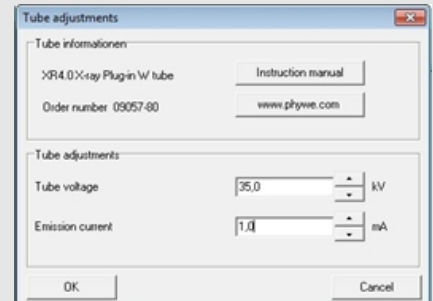 Tube adjustments
Tube informationen
XR4.0 X-ray Plug-in W tube
Instruction manual
Order number 09057-80
www.phywe.com
Tube adjustments
Tube voltage
35,0
kV
Emission current
1,0
mA
OK
Cancel